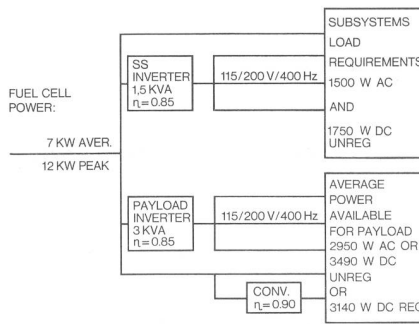 FUEL CELL
POWER:
7 KW AVER.
12 KW PEAK
SS
INVERTER
1,5 KVA
η = 0.85
115/200 V/400 Hz
SUBSYSTEMS
LOAD
REQUIREMENTS
1500 W AC
AND
1750 W DC
UNREG
PAYLOAD
INVERTER
3 KVA
η = 0.85
115/200 V/400 Hz
CONV.
η = 0.90
AVERAGE
POWER
AVAILABLE
FOR PAYLOAD
2950 W AC OR
3490 W DC
UNREG
OR
3140 W DC REG